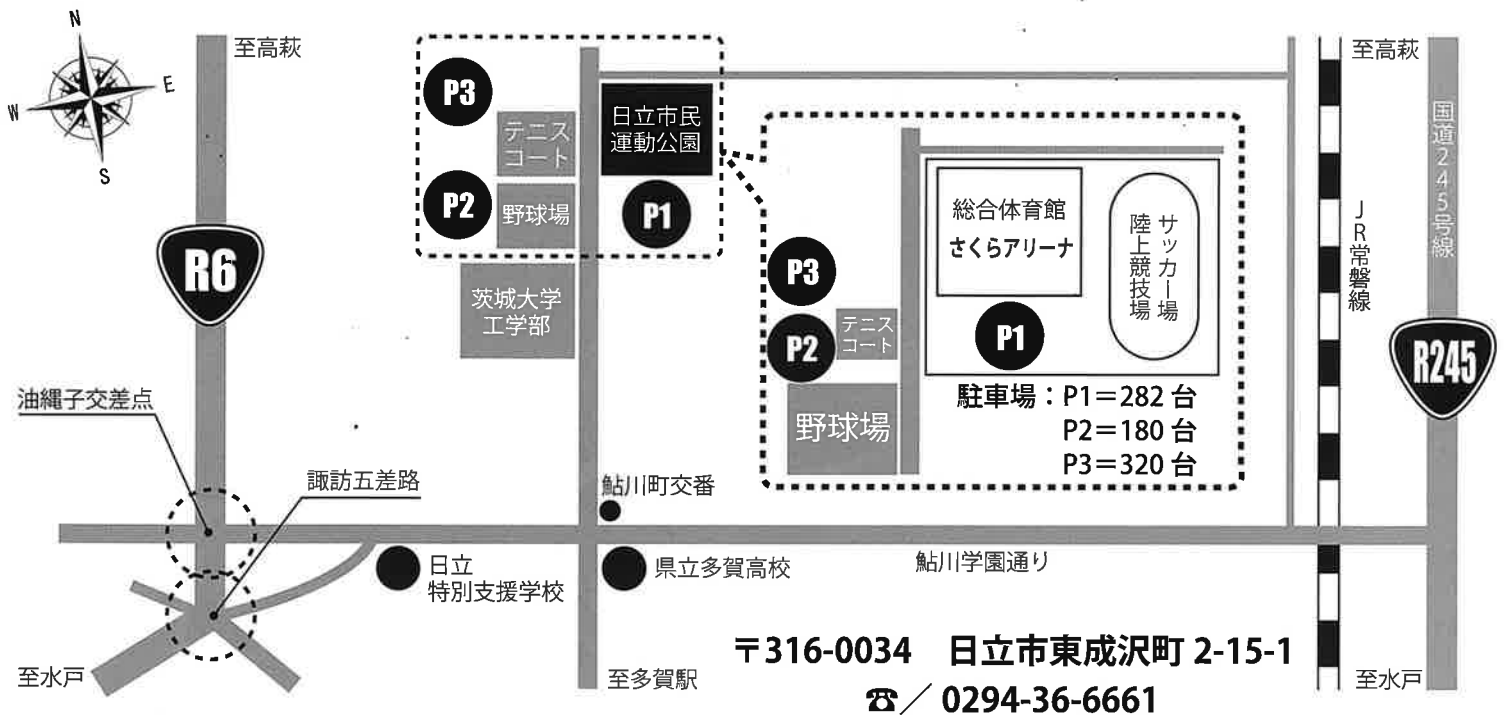 N
E
W
S
至高萩
R6
P3
テニス
コート
日立市民
運動公園
P2
野球場
P1
茨城大学
工学部
総合体育館
さくらアリーナ
サッカー場
陸上競技場
P3
P2
テニス
コート
P1
野球場
駐車場：P1＝282 台
P2＝180 台
P3＝320 台
至高萩
国道245号線
JR常磐線
R245
油縄子交差点
諏訪五差路
鮎川町交番
日立
特別支援学校
県立多賀高校
鮎川学園通り
至水戸
至多賀駅
〒316-0034　日立市東成沢町 2-15-1
☎／ 0294-36-6661
至水戸